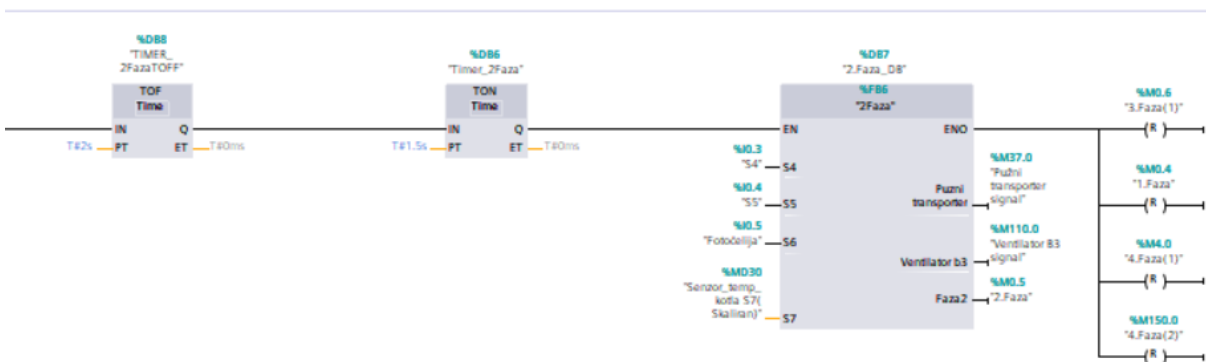 %DB8
"TIMER_
2FazaTOFF"
TOF
Time
IN Q
T#2s PT ET T#0ms
%DB6
"Timer_2Faza"
TON
Time
IN Q
T#1.5s PT ET T#0ms
%DB7
"2.Faza_DB"
%FB6
"2Faza"
EN ENO
%I0.3
"S4" S4
%I0.4
"S5" S5
%I0.5
"Fotoćelija" S6
%MD30
"Senzor_temp_
kotla S7(
Skaliran)" S7
Puzni
transporter
%M37.0
"Pužni
transporter
signal"
Ventilator b3
%M110.0
"Ventilator B3
signal"
Faza2
%M0.5
"2.Faza"
%M0.6
"3.Faza(1)"
R
%M0.4
"1.Faza"
R
%M4.0
"4.Faza(1)"
R
%M150.0
"4.Faza(2)"
R